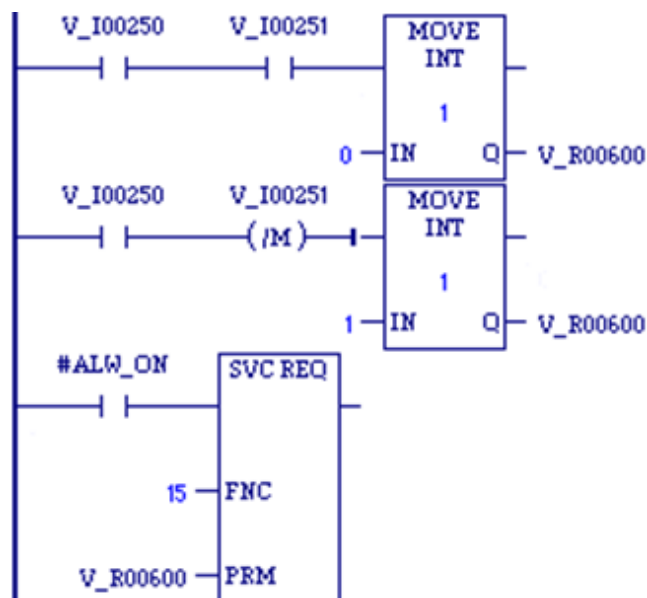 V_I00250 V_I00251 MOVE
INT
1
0 IN Q V_R00600
V_I00250 V_I00251 MOVE
(/M) INT
1
1 IN Q V_R00600
#ALW_ON SVC REQ
15 FNC
V_R00600 PRM